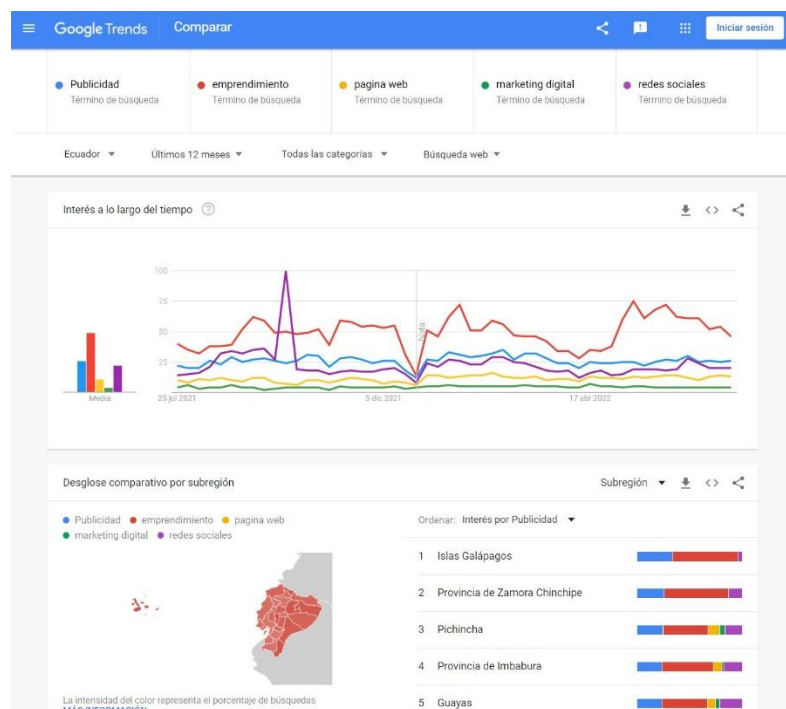 Google Trends Comparar
Iniciar sesión
Publicidad
Término de búsqueda
emprendimiento
Término de búsqueda
pagina web
Término de búsqueda
marketing digital
Término de búsqueda
redes sociales
Término de búsqueda
Ecuador Últimos 12 meses Todas las categorías Búsqueda web
Interés a lo largo del tiempo
100
75
50
25
Nota
Media 25 jul 2021 5 dic 2021 17 abr 2022
Desglose comparativo por subregión
Subregión
Publicidad emprendimiento pagina web
marketing digital redes sociales
Ordenar: Interés por Publicidad
1 Islas Galápagos
2 Provincia de Zamora Chinchipe
3 Pichincha
4 Provincia de Imbabura
5 Guayas
La intensidad del color representa el porcentaje de búsquedas
MÁS INFORMACIÓN